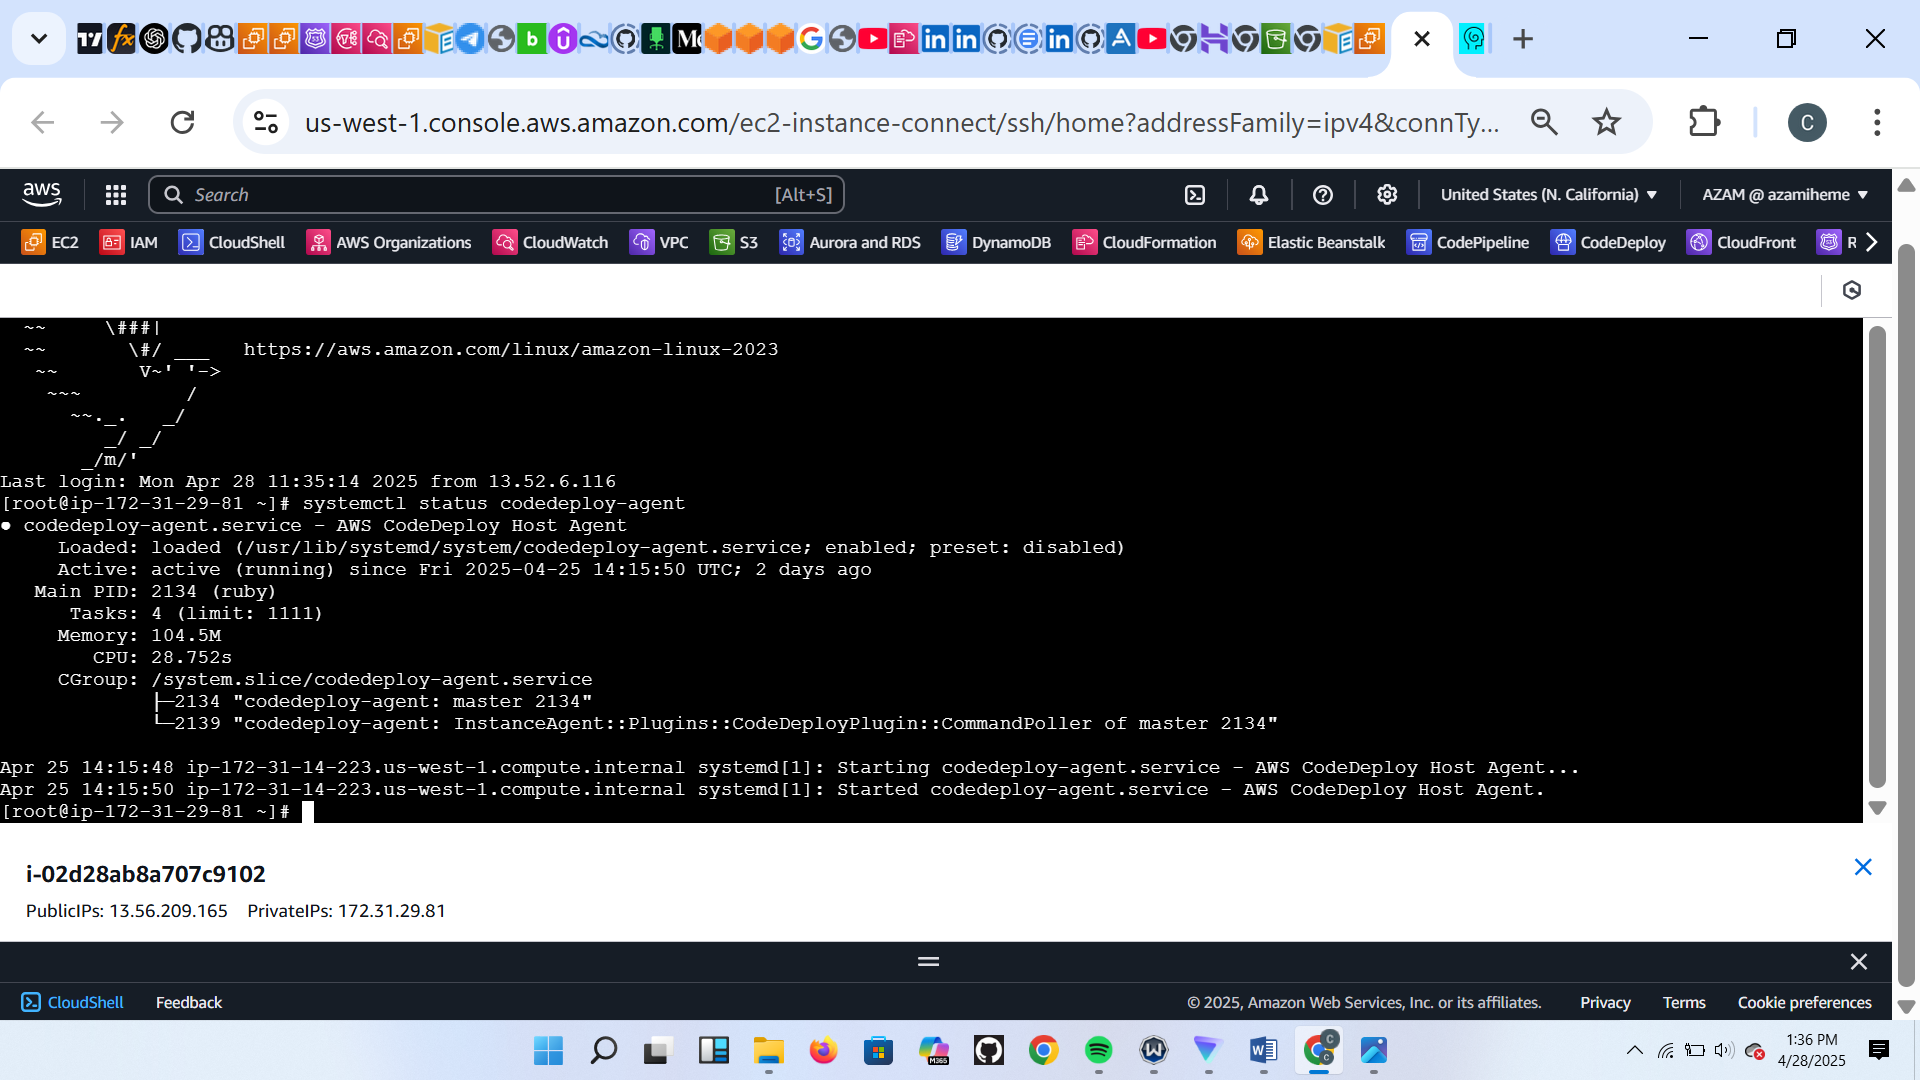 us-west-1.console.aws.amazon.com/ec2-instance-connect/ssh/home?addressFamily=ipv4&connTy...
C
aws
Search
[Alt+S]
United States (N. California)
AZAM @ azamiheme
EC2
IAM
CloudShell
AWS Organizations
CloudWatch
VPC
S3
Aurora and RDS
DynamoDB
CloudFormation
Elastic Beanstalk
CodePipeline
CodeDeploy
CloudFront
R
  ~~     \###|
  ~~       \#/ ___   https://aws.amazon.com/linux/amazon-linux-2023
   ~~       V~' '->
    ~~~         /
      ~~._.   _/
         _/ _/
       _/m/'
Last login: Mon Apr 28 11:35:14 2025 from 13.52.6.116
[root@ip-172-31-29-81 ~]# systemctl status codedeploy-agent
● codedeploy-agent.service - AWS CodeDeploy Host Agent
     Loaded: loaded (/usr/lib/systemd/system/codedeploy-agent.service; enabled; preset: disabled)
     Active: active (running) since Fri 2025-04-25 14:15:50 UTC; 2 days ago
   Main PID: 2134 (ruby)
      Tasks: 4 (limit: 1111)
     Memory: 104.5M
        CPU: 28.752s
     CGroup: /system.slice/codedeploy-agent.service
             ├─2134 "codedeploy-agent: master 2134"
             └─2139 "codedeploy-agent: InstanceAgent::Plugins::CodeDeployPlugin::CommandPoller of master 2134"
Apr 25 14:15:48 ip-172-31-14-223.us-west-1.compute.internal systemd[1]: Starting codedeploy-agent.service - AWS CodeDeploy Host Agent...
Apr 25 14:15:50 ip-172-31-14-223.us-west-1.compute.internal systemd[1]: Started codedeploy-agent.service - AWS CodeDeploy Host Agent.
[root@ip-172-31-29-81 ~]#
i-02d28ab8a707c9102
PublicIPs: 13.56.209.165    PrivateIPs: 172.31.29.81
CloudShell
Feedback
© 2025, Amazon Web Services, Inc. or its affiliates.
Privacy
Terms
Cookie preferences
1:36 PM
4/28/2025